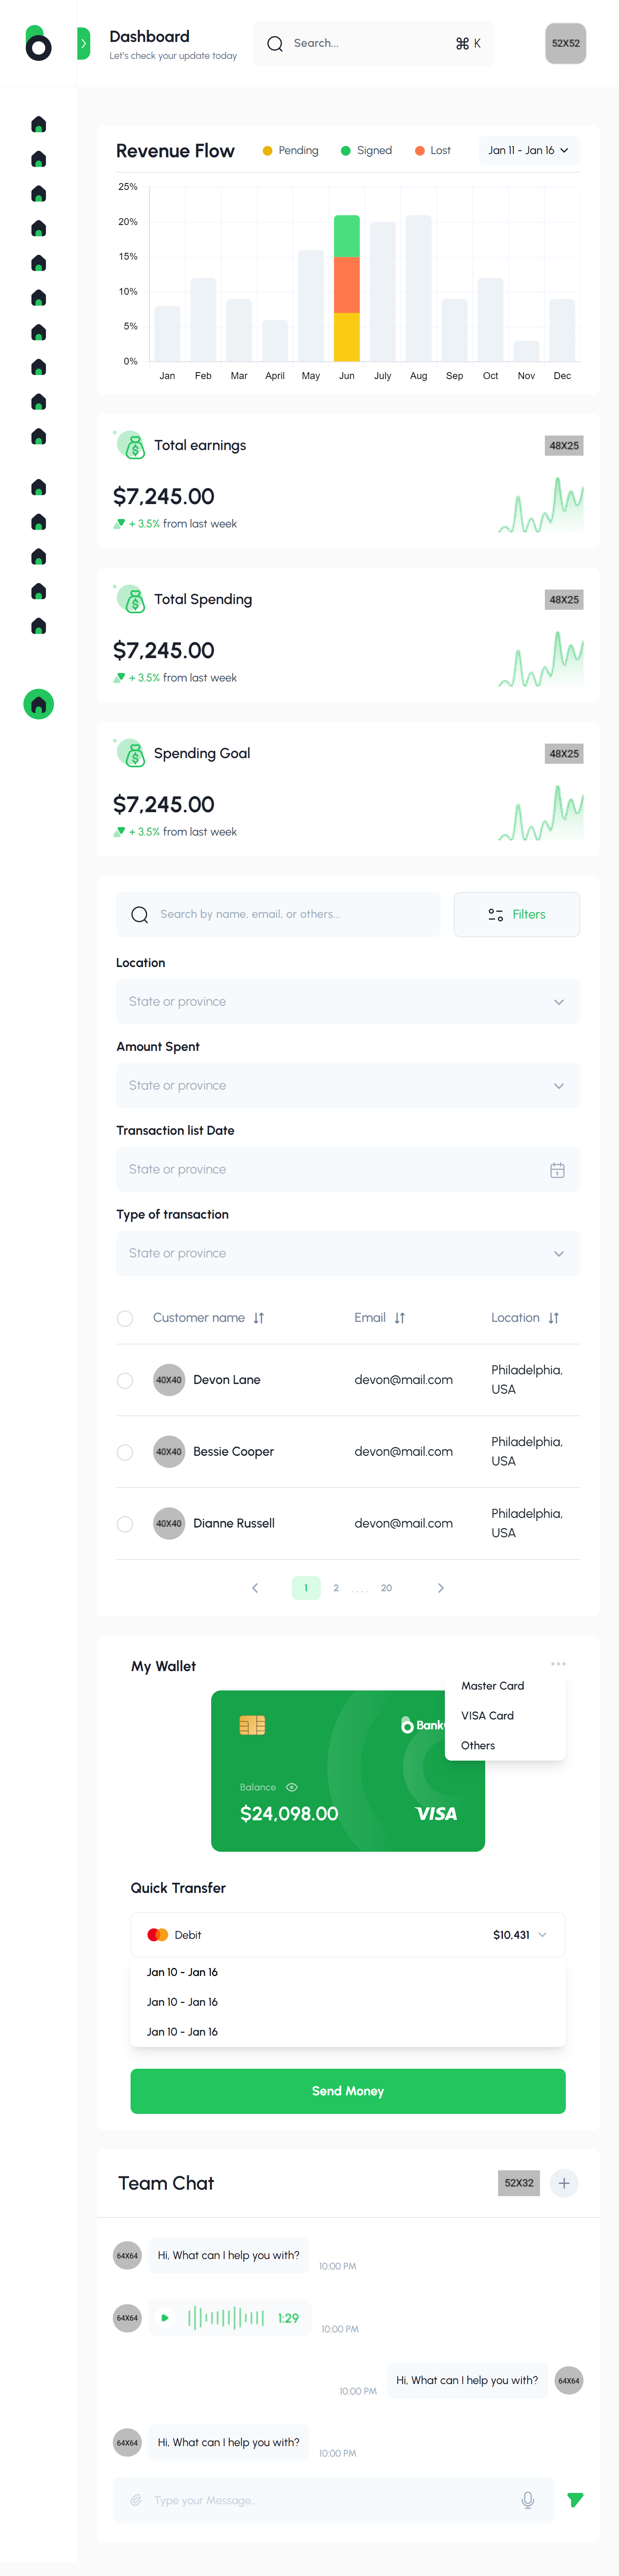 Dashboard
Let's check your update today
Search...
⌘ K
52X52
Revenue Flow
Pending
Signed
Lost
Jan 11 - Jan 16
25%
20%
15%
10%
5%
0%
Jan Feb Mar April May Jun July Aug Sep Oct Nov Dec
Total earnings
48X25
$7,245.00
+ 3.5% from last week
Total Spending
48X25
$7,245.00
+ 3.5% from last week
Spending Goal
48X25
$7,245.00
+ 3.5% from last week
Search by name, email, or others...
Filters
Location
State or province
Amount Spent
State or province
Transaction list Date
State or province
Type of transaction
State or province
Customer name
Email
Location
40X40
Devon Lane
devon@mail.com
Philadelphia,
USA
40X40
Bessie Cooper
devon@mail.com
Philadelphia,
USA
40X40
Dianne Russell
devon@mail.com
Philadelphia,
USA
1 2 .... 20
My Wallet
Master Card
VISA Card
Others
Bank
Balance
$24,098.00
VISA
Quick Transfer
Debit
$10,431
Jan 10 - Jan 16
Jan 10 - Jan 16
Jan 10 - Jan 16
Send Money
Team Chat
52X32
64X64
Hi, What can I help you with?
10:00 PM
64X64
1:29
10:00 PM
Hi, What can I help you with?
64X64
10:00 PM
64X64
Hi, What can I help you with?
10:00 PM
Type your Message...